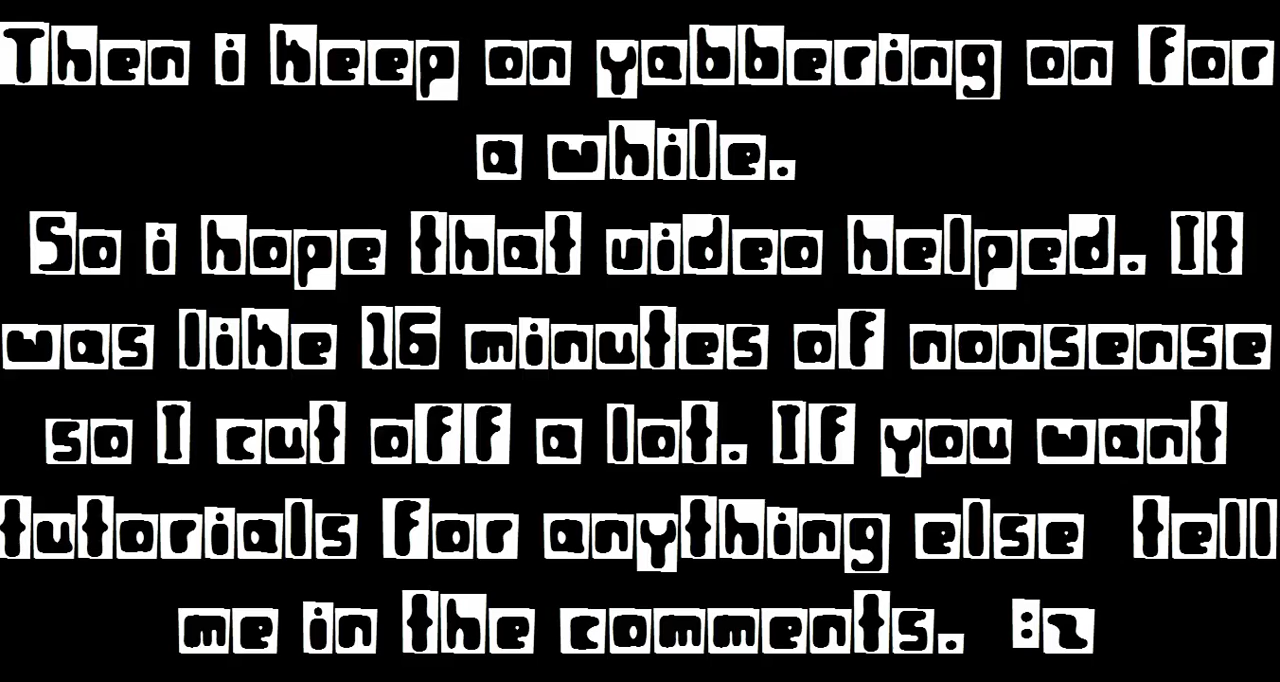 Then i keep on yabbering on for
a while.
So i hope that video helped. It
was like 16 minutes of nonsense
so I cut off a lot. If you want
tutorials for anything else  tell
me in the comments.  :z